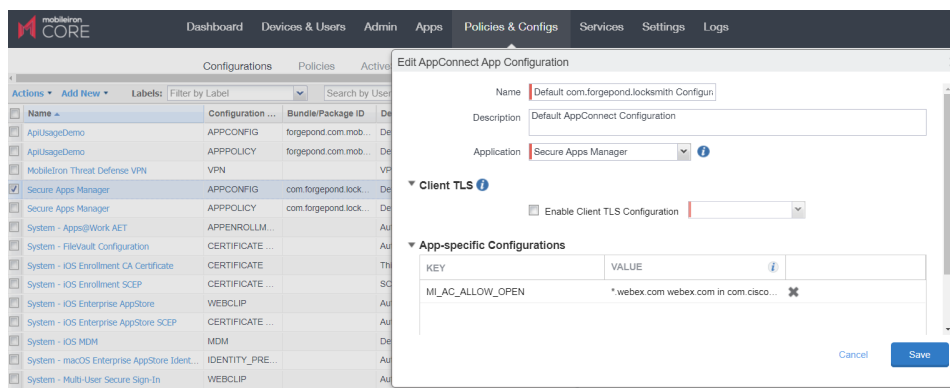 mobileiron
CORE
Dashboard Devices & Users Admin Apps Policies & Configs Services Settings Logs
Configurations Policies Active
Actions Add New Labels: Filter by Label Search by User
Name Configuration ... Bundle/Package ID De
ApiUsageDemo APPCONFIG forgepond.com.mob... De
ApiUsageDemo APPPOLICY forgepond.com.mob... De
MobileIron Threat Defense VPN VPN VP
Secure Apps Manager APPCONFIG com.forgepond.lock... De
Secure Apps Manager APPPOLICY com.forgepond.lock... De
System - Apps@Work AET APPENROLLM... Au
System - FileVault Configuration CERTIFICATE ... Au
System - iOS Enrollment CA Certificate CERTIFICATE Thi
System - iOS Enrollment SCEP CERTIFICATE ... SC
System - iOS Enterprise AppStore WEBCLIP Au
System - iOS Enterprise AppStore SCEP CERTIFICATE ... Au
System - iOS MDM MDM De
System - macOS Enterprise AppStore Ident... IDENTITY_PRE... Au
System - Multi-User Secure Sign-In WEBCLIP Au
Edit AppConnect App Configuration
Name Default com.forgepond.locksmith Configura
Description Default AppConnect Configuration
Application Secure Apps Manager i
Client TLS i
Enable Client TLS Configuration
App-specific Configurations
KEY VALUE i
MI_AC_ALLOW_OPEN *.webex.com webex.com in com.cisco...
Cancel Save